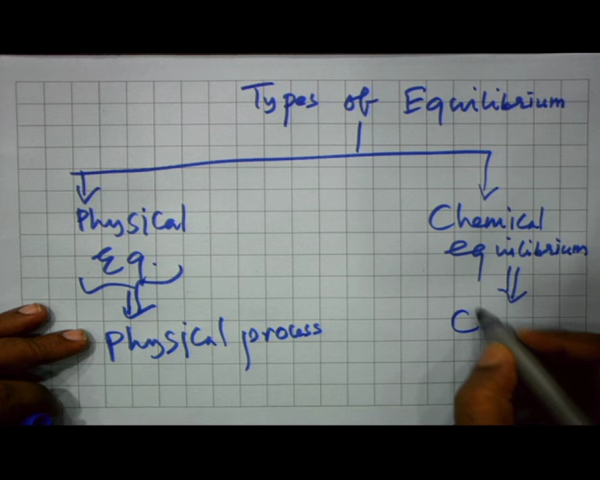 Types of Equilibrium
Physical
Eq.
Physical process
Chemical
equilibrium
C